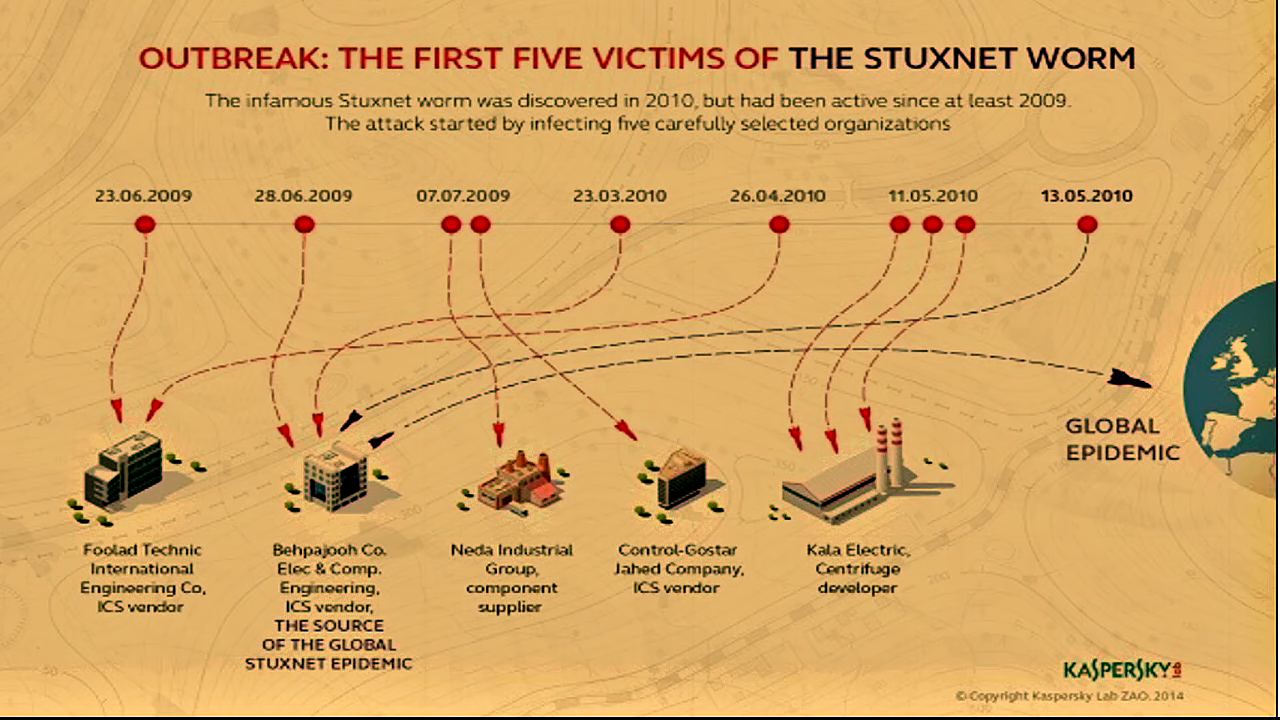 OUTBREAK: THE FIRST FIVE VICTIMS OF THE STUXNET WORM
The infamous Stuxnet worm was discovered in 2010, but had been active since at least 2009.
The attack started by infecting five carefully selected organizations
23.06.2009
28.06.2009
07.07.2009
23.03.2010
26.04.2010
11.05.2010
13.05.2010
GLOBAL
EPIDEMIC
Foolad Technic
International
Engineering Co,
ICS vendor
Behpajooh Co.
Elec & Comp.
Engineering,
ICS vendor,
THE SOURCE
OF THE GLOBAL
STUXNET EPIDEMIC
Neda Industrial
Group,
component
supplier
Control-Gostar
Jahed Company,
ICS vendor
Kala Electric,
Centrifuge
developer
KASPERSKY
© Copyright Kaspersky Lab ZAO, 2014